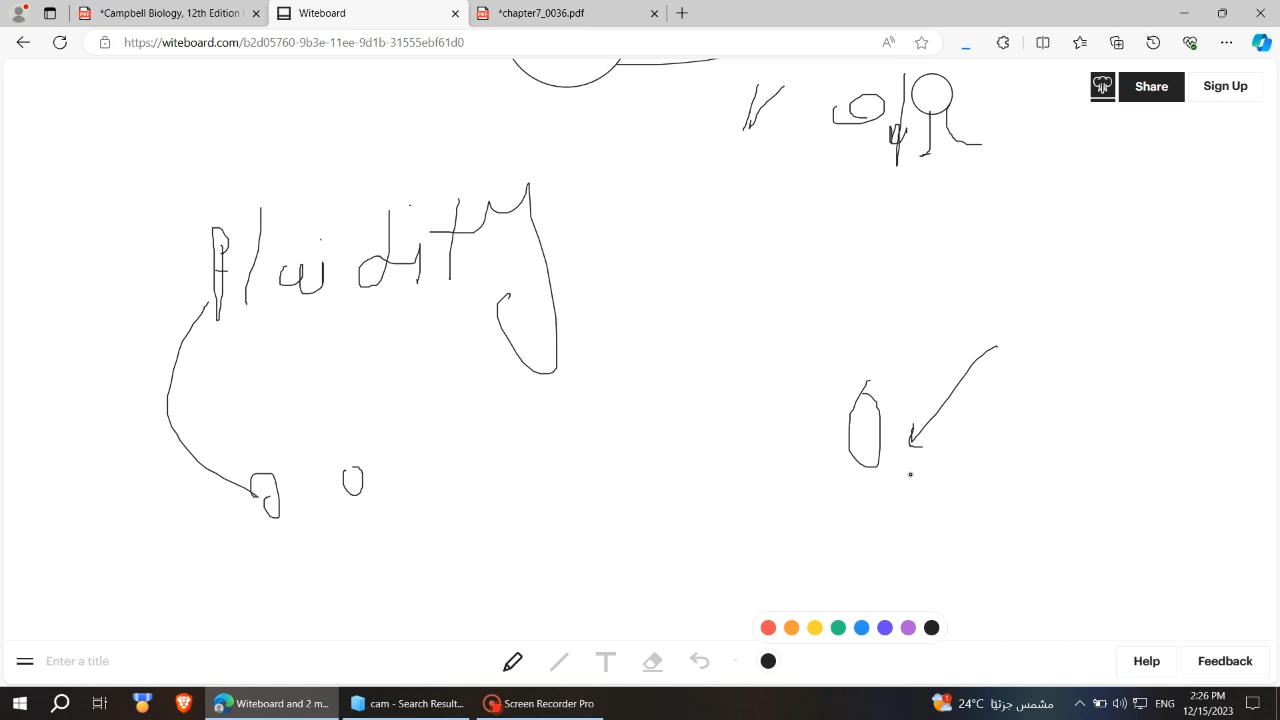 *Campbell Biology, 12th Edition
Witeboard
*chapter7_0036.pdf
https://witeboard.com/b2d05760-9b3e-11ee-9d1b-31555ebf61d0
Share
Sign Up
Pluidity
Enter a title
T
Help
Feedback
Witeboard and 2 m...
cam - Search Result...
Screen Recorder Pro
24°C مشمس جزئيًا
2:26 PM
12/15/2023